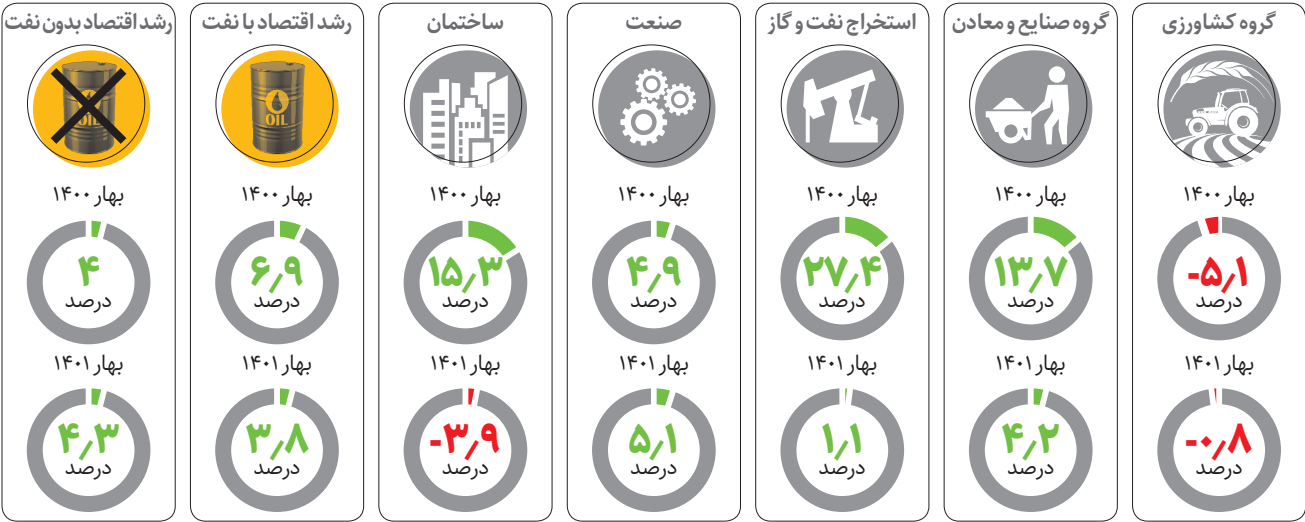 گروه کشاورزی
بهار ۱۴۰۰
-۵٫۱
درصد
بهار ۱۴۰۱
-۰٫۸
درصد
گروه صنایع و معادن
بهار ۱۴۰۰
۱۳٫۷
درصد
بهار ۱۴۰۱
۴٫۲
درصد
استخراج نفت و گاز
بهار ۱۴۰۰
۲۷٫۴
درصد
بهار ۱۴۰۱
۱٫۱
درصد
صنعت
بهار ۱۴۰۰
۴٫۹
درصد
بهار ۱۴۰۱
۵٫۱
درصد
ساختمان
بهار ۱۴۰۰
۱۵٫۳
درصد
بهار ۱۴۰۱
-۳٫۹
درصد
رشد اقتصاد با نفت
OIL
بهار ۱۴۰۰
۶٫۹
درصد
بهار ۱۴۰۱
۳٫۸
درصد
رشد اقتصاد بدون نفت
OIL
بهار ۱۴۰۰
۴
درصد
بهار ۱۴۰۱
۴٫۳
درصد